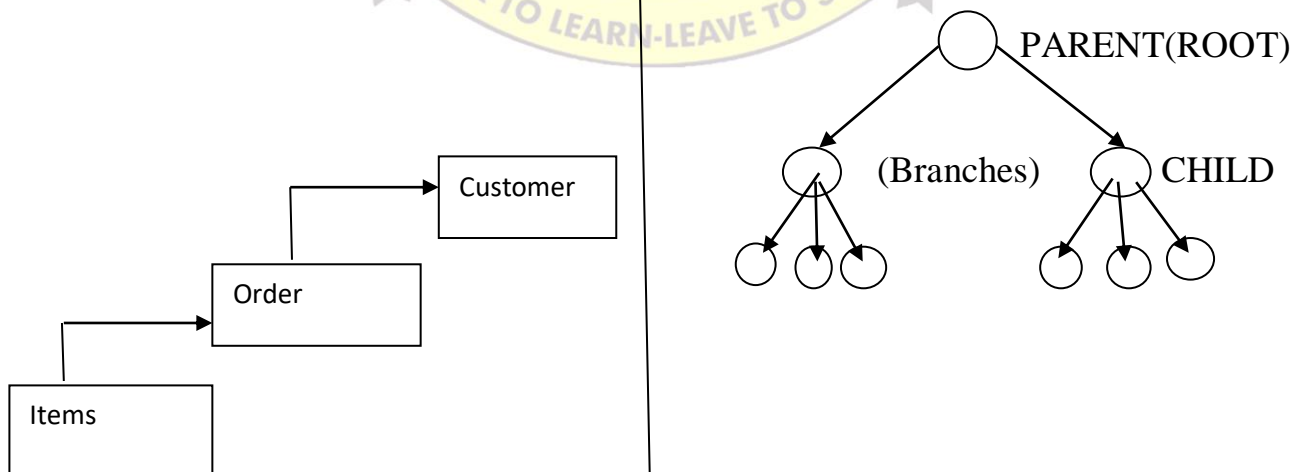 TO LEARN-LEAVE TO
PARENT(ROOT)
Customer
(Branches)
CHILD
Order
Items